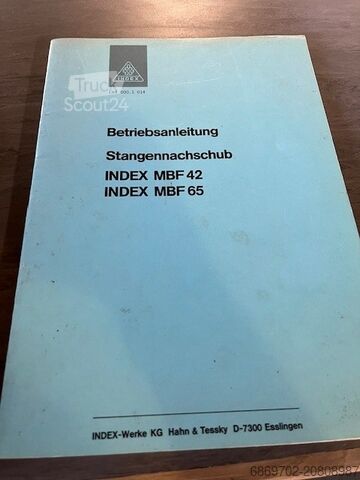 INDEX
Truck
Scout24
Betriebsanleitung
Stangennachschub
INDEX MBF 42
INDEX MBF 65
INDEX-Werke KG Hahn & Tessky D-7300 Esslingen
6869702-20808987